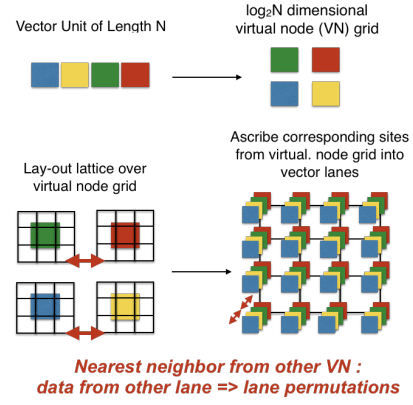 Vector Unit of Length N
log₂N dimensional
virtual node (VN) grid
Lay-out lattice over
virtual node grid
Ascribe corresponding sites
from virtual. node grid into
vector lanes
Nearest neighbor from other VN :
data from other lane => lane permutations